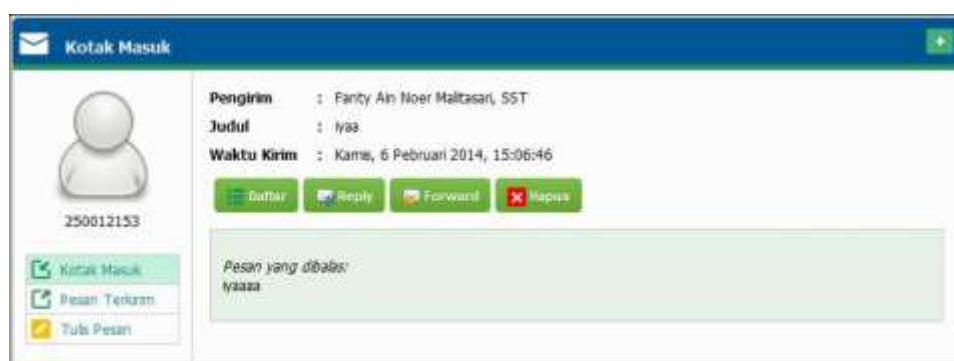 Kotak Masuk
Pengirim : Fanty Ain Noer Malitasari, SST
Judul : iyaa
Waktu Kirim : Kamis, 6 Pebruari 2014, 15:06:46
Daftar Reply Forward Hapus
250012153
Kotak Masuk
Pesan Terkirim
Tulis Pesan
Pesan yang dibalas:
iyaaaa